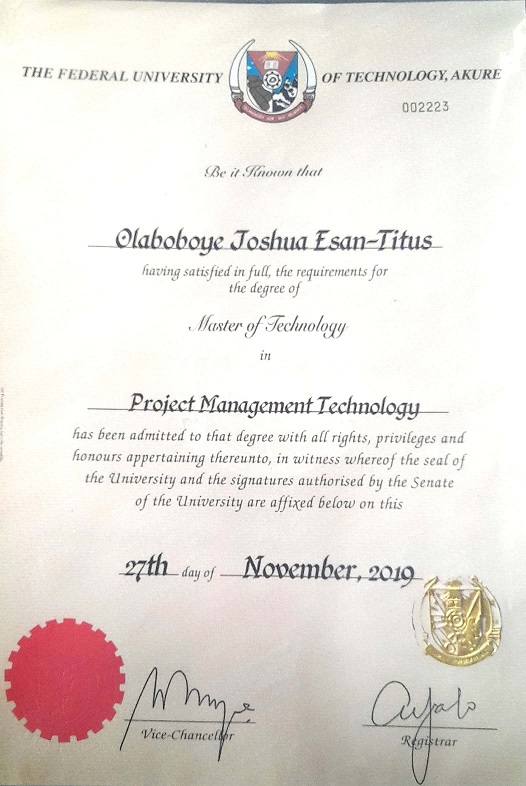 THE FEDERAL UNIVERSITY OF TECHNOLOGY, AKURE
002223
Be it Known that
Olaboboye Joshua Esan-Titus
having satisfied in full, the requirements for
the degree of
Master of Technology
in
Project Management Technology
has been admitted to that degree with all rights, privileges and
honours appertaining thereunto, in witness whereof the seal of
the University and the signatures authorised by the Senate
of the University are affixed below on this
27th day of November, 2019
Vice-Chancellor
Registrar